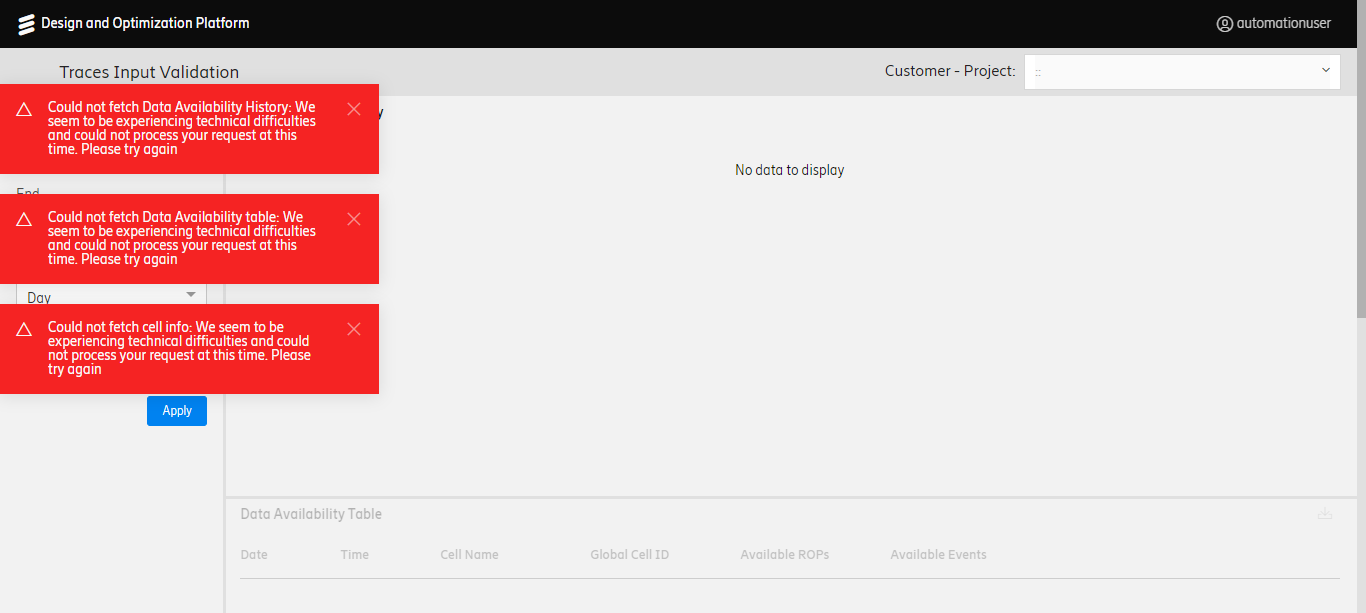 Design and Optimization Platform
automationuser
Traces Input Validation
Customer - Project:
::
Could not fetch Data Availability History: We
seem to be experiencing technical difficulties
and could not process your request at this
time. Please try again
y
No data to display
End
Could not fetch Data Availability table: We
seem to be experiencing technical difficulties
and could not process your request at this
time. Please try again
Day
Could not fetch cell info: We seem to be
experiencing technical difficulties and could
not process your request at this time. Please
try again
Apply
Data Availability Table
Date Time Cell Name Global Cell ID Available ROPs Available Events